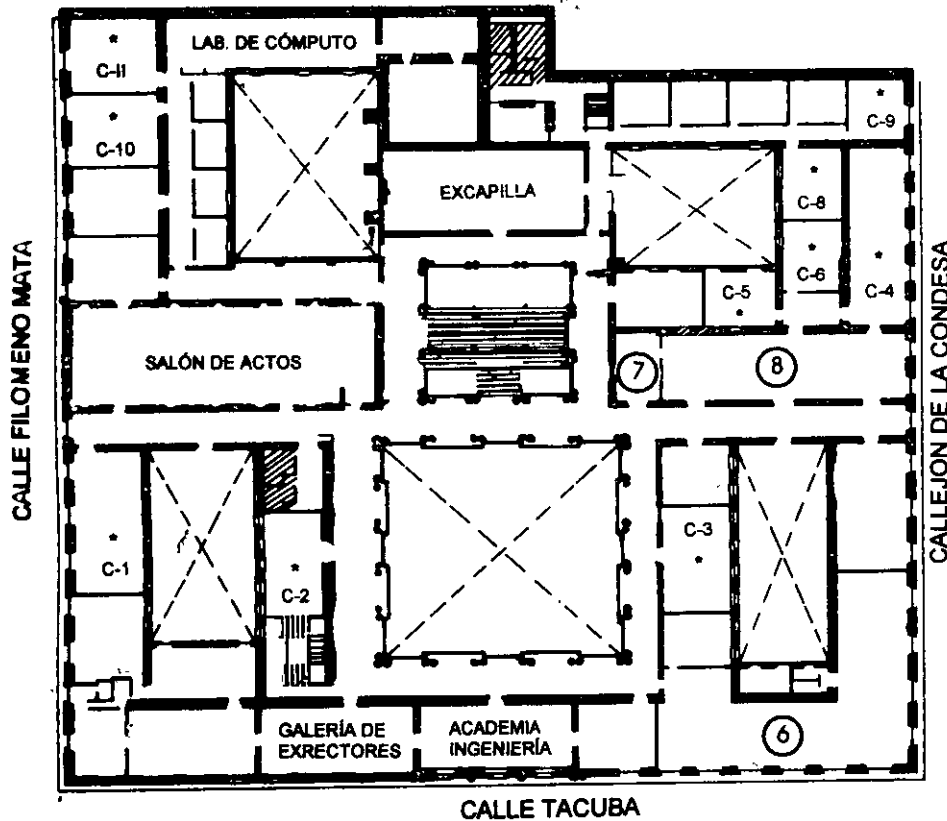 LAB. DE CÓMPUTO
*
C-11
*
C-10
*
C-9
EXCAPILLA
*
C-8
*
C-6
C-5
*
*
C-4
SALÓN DE ACTOS
7
8
CALLE FILOMENO MATA
CALLEJON DE LA CONDESA
*
C-1
*
C-2
C-3
*
GALERÍA DE
EXRECTORES
ACADEMIA
INGENIERÍA
6
CALLE TACUBA